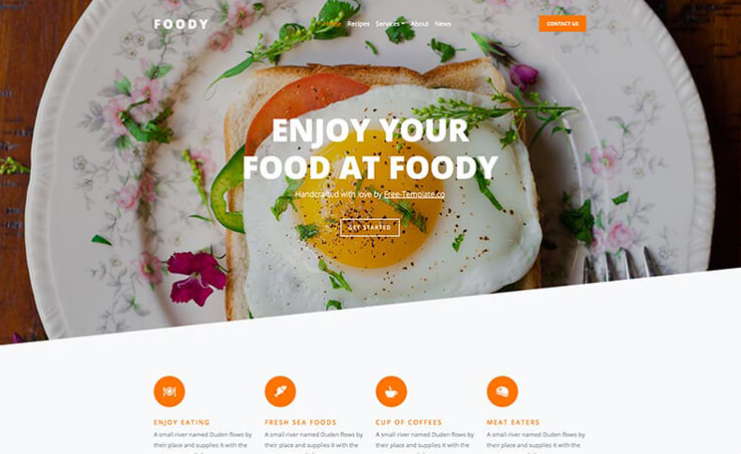 FOODY
Home Recipes Services About News
CONTACT US
ENJOY YOUR
FOOD AT FOODY
Handcrafted with love by Free-Template.co
GET STARTED
ENJOY EATING
A small river named Duden flows by
their place and supplies it with the
FRESH SEA FOODS
A small river named Duden flows by
their place and supplies it with the
CUP OF COFFEES
A small river named Duden flows by
their place and supplies it with the
MEAT EATERS
A small river named Duden flows by
their place and supplies it with the